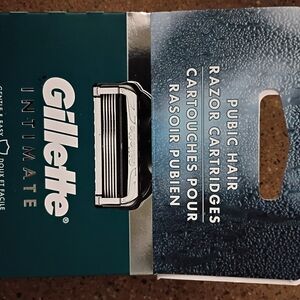 PUBIC HAIR
RAZOR CARTRIDGES
CARTOUCHES POUR
RASOIR PUBIEN
Gillette®
INTIMATE
GENTLE & EASY DOUX ET FACILE